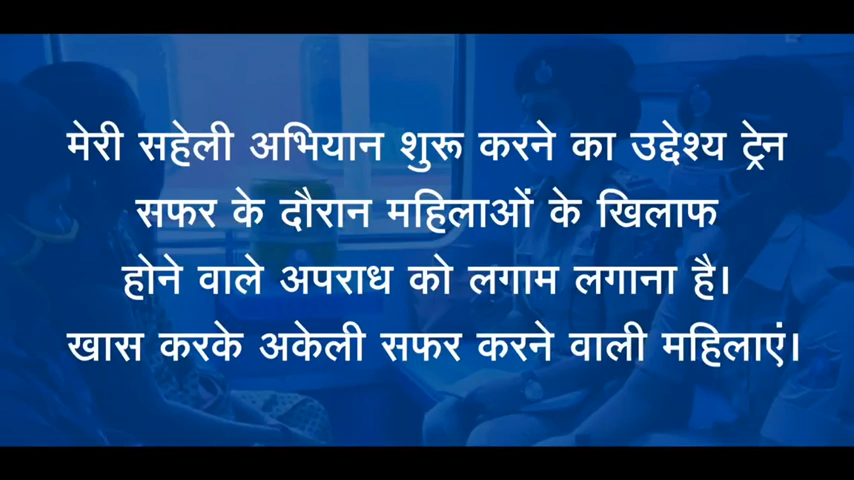 मेरी सहेली अभियान शुरू करने का उद्देश्य ट्रेन
सफर के दौरान महिलाओं के खिलाफ
होने वाले अपराध को लगाम लगाना है।
खास करके अकेली सफर करने वाली महिलाएं।